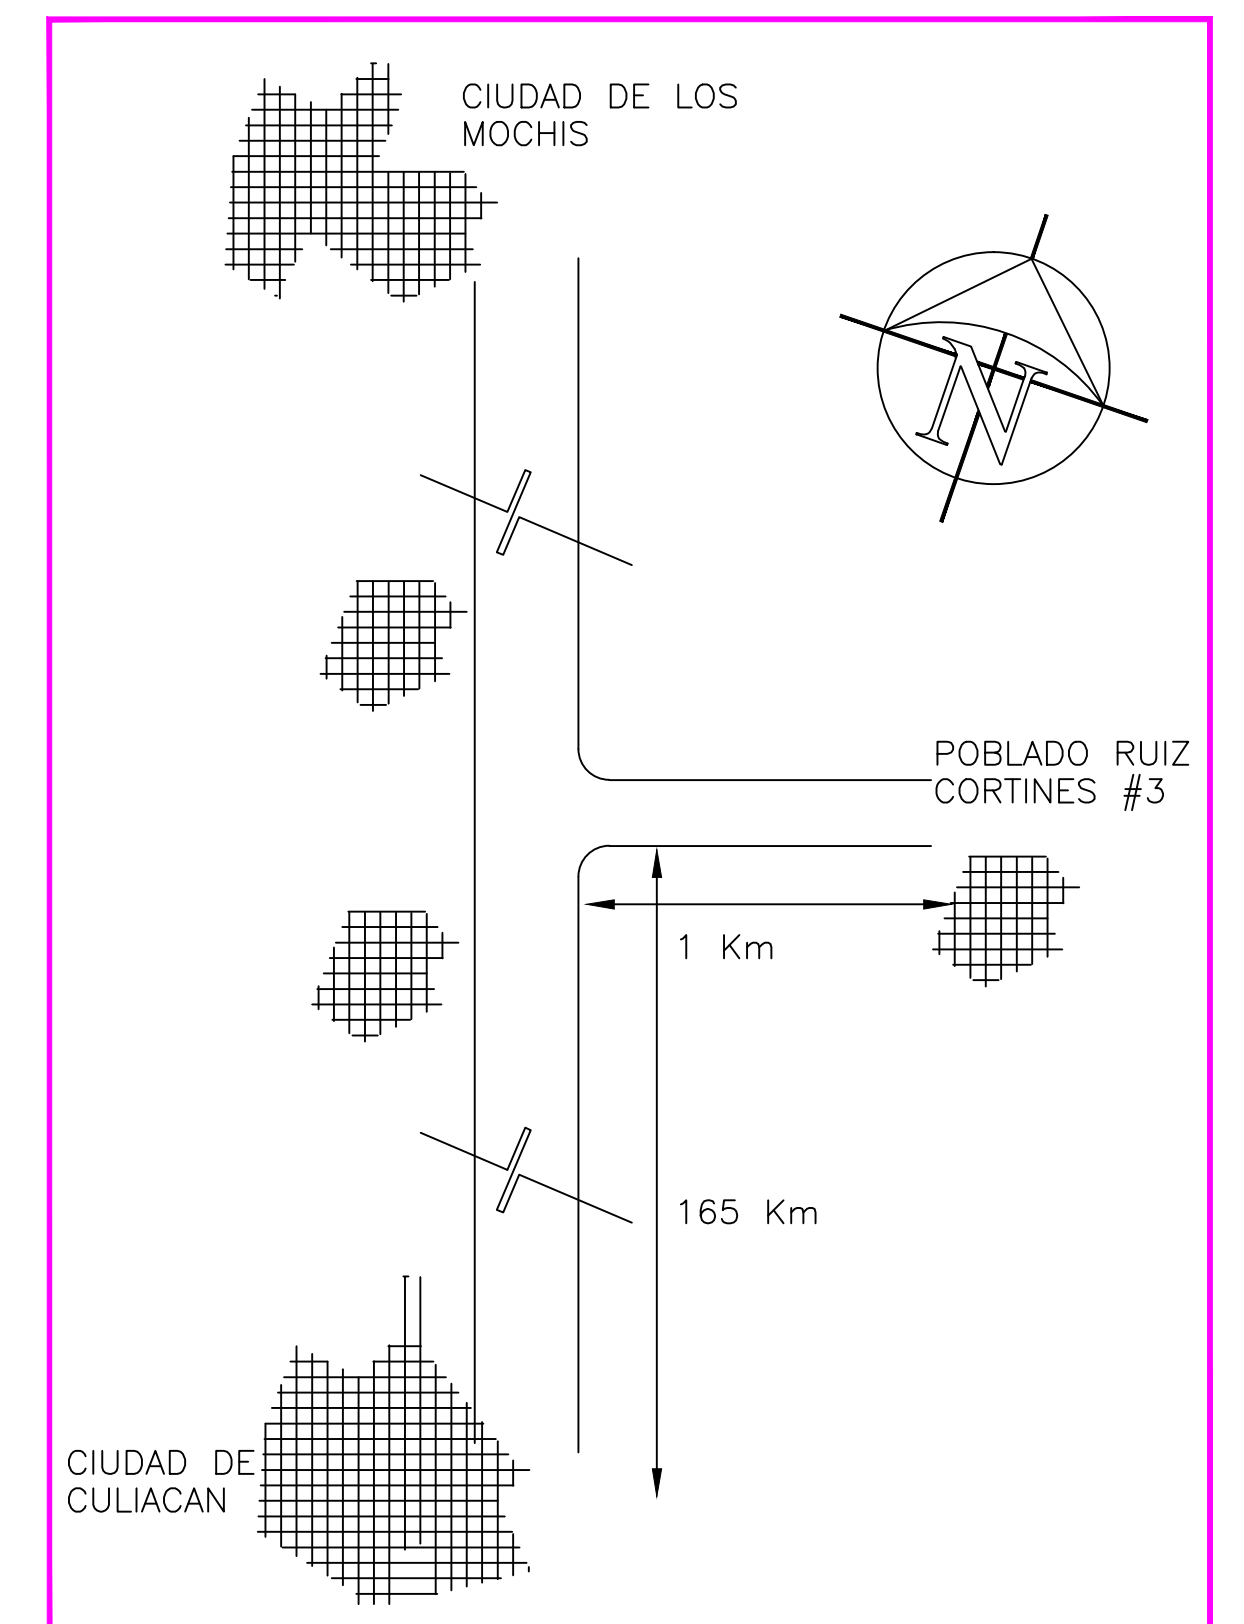 CIUDAD DE LOS
MOCHIS
N
POBLADO RUIZ
CORTINES #3
1 Km
165 Km
CIUDAD DE
CULIACAN